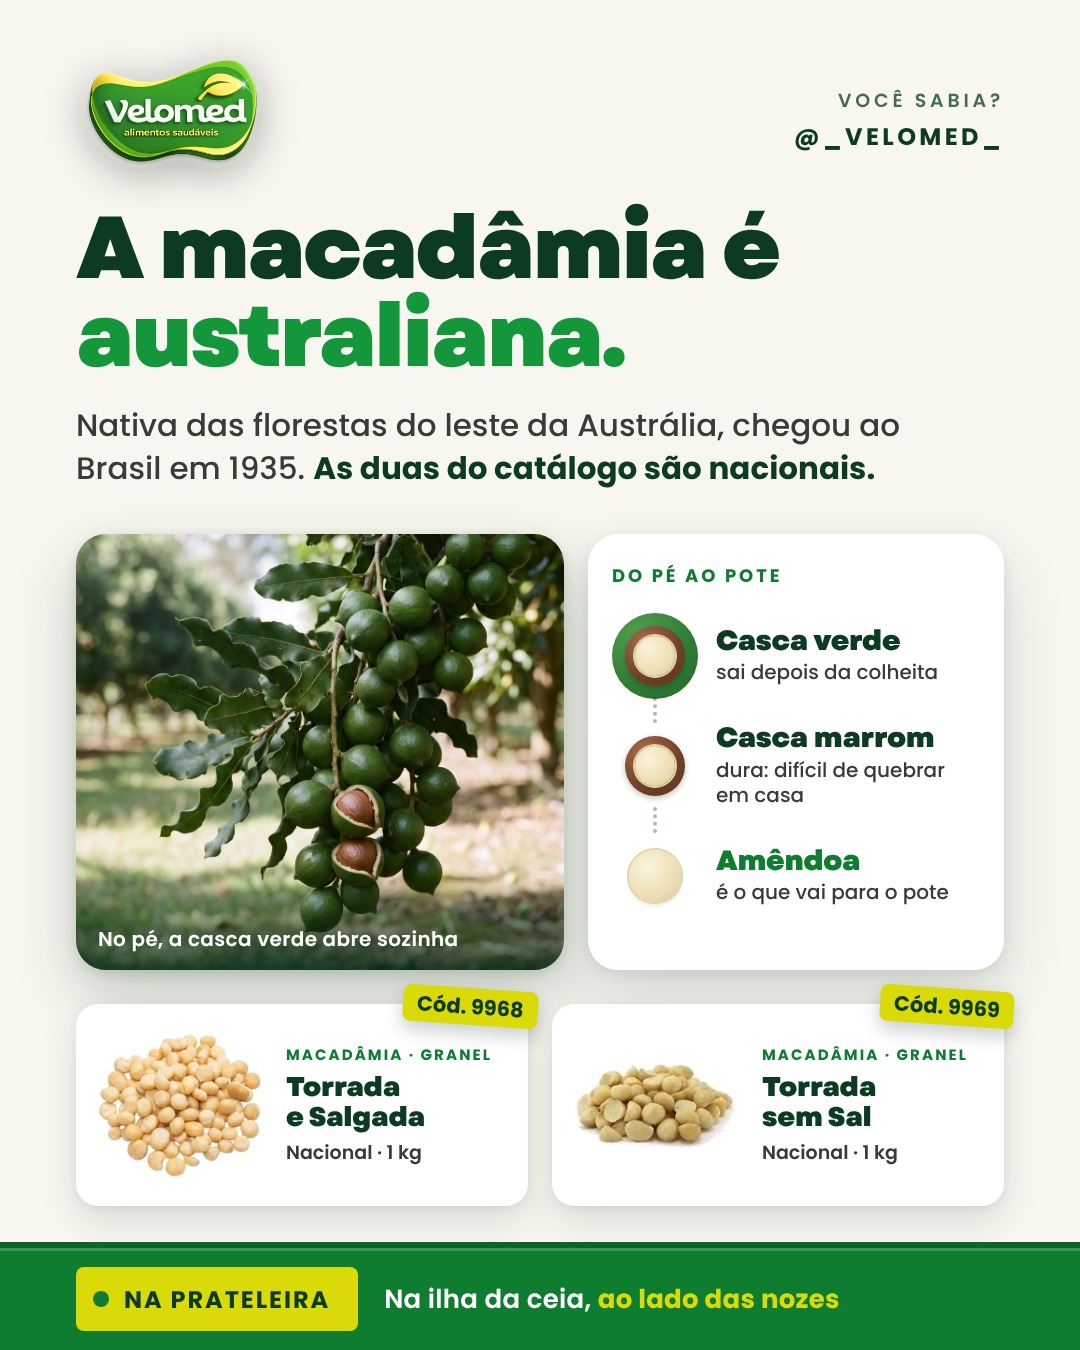 Velomed
alimentos saudáveis
VOCÊ SABIA?
@_VELOMED_
A macadâmia é
australiana.
Nativa das florestas do leste da Austrália, chegou ao
Brasil em 1935. As duas do catálogo são nacionais.
No pé, a casca verde abre sozinha
DO PÉ AO POTE
Casca verde
sai depois da colheita
Casca marrom
dura: difícil de quebrar
em casa
Amêndoa
é o que vai para o pote
Cód. 9968
MACADÂMIA · GRANEL
Torrada
e Salgada
Nacional · 1 kg
Cód. 9969
MACADÂMIA · GRANEL
Torrada
sem Sal
Nacional · 1 kg
NA PRATELEIRA
Na ilha da ceia, ao lado das nozes